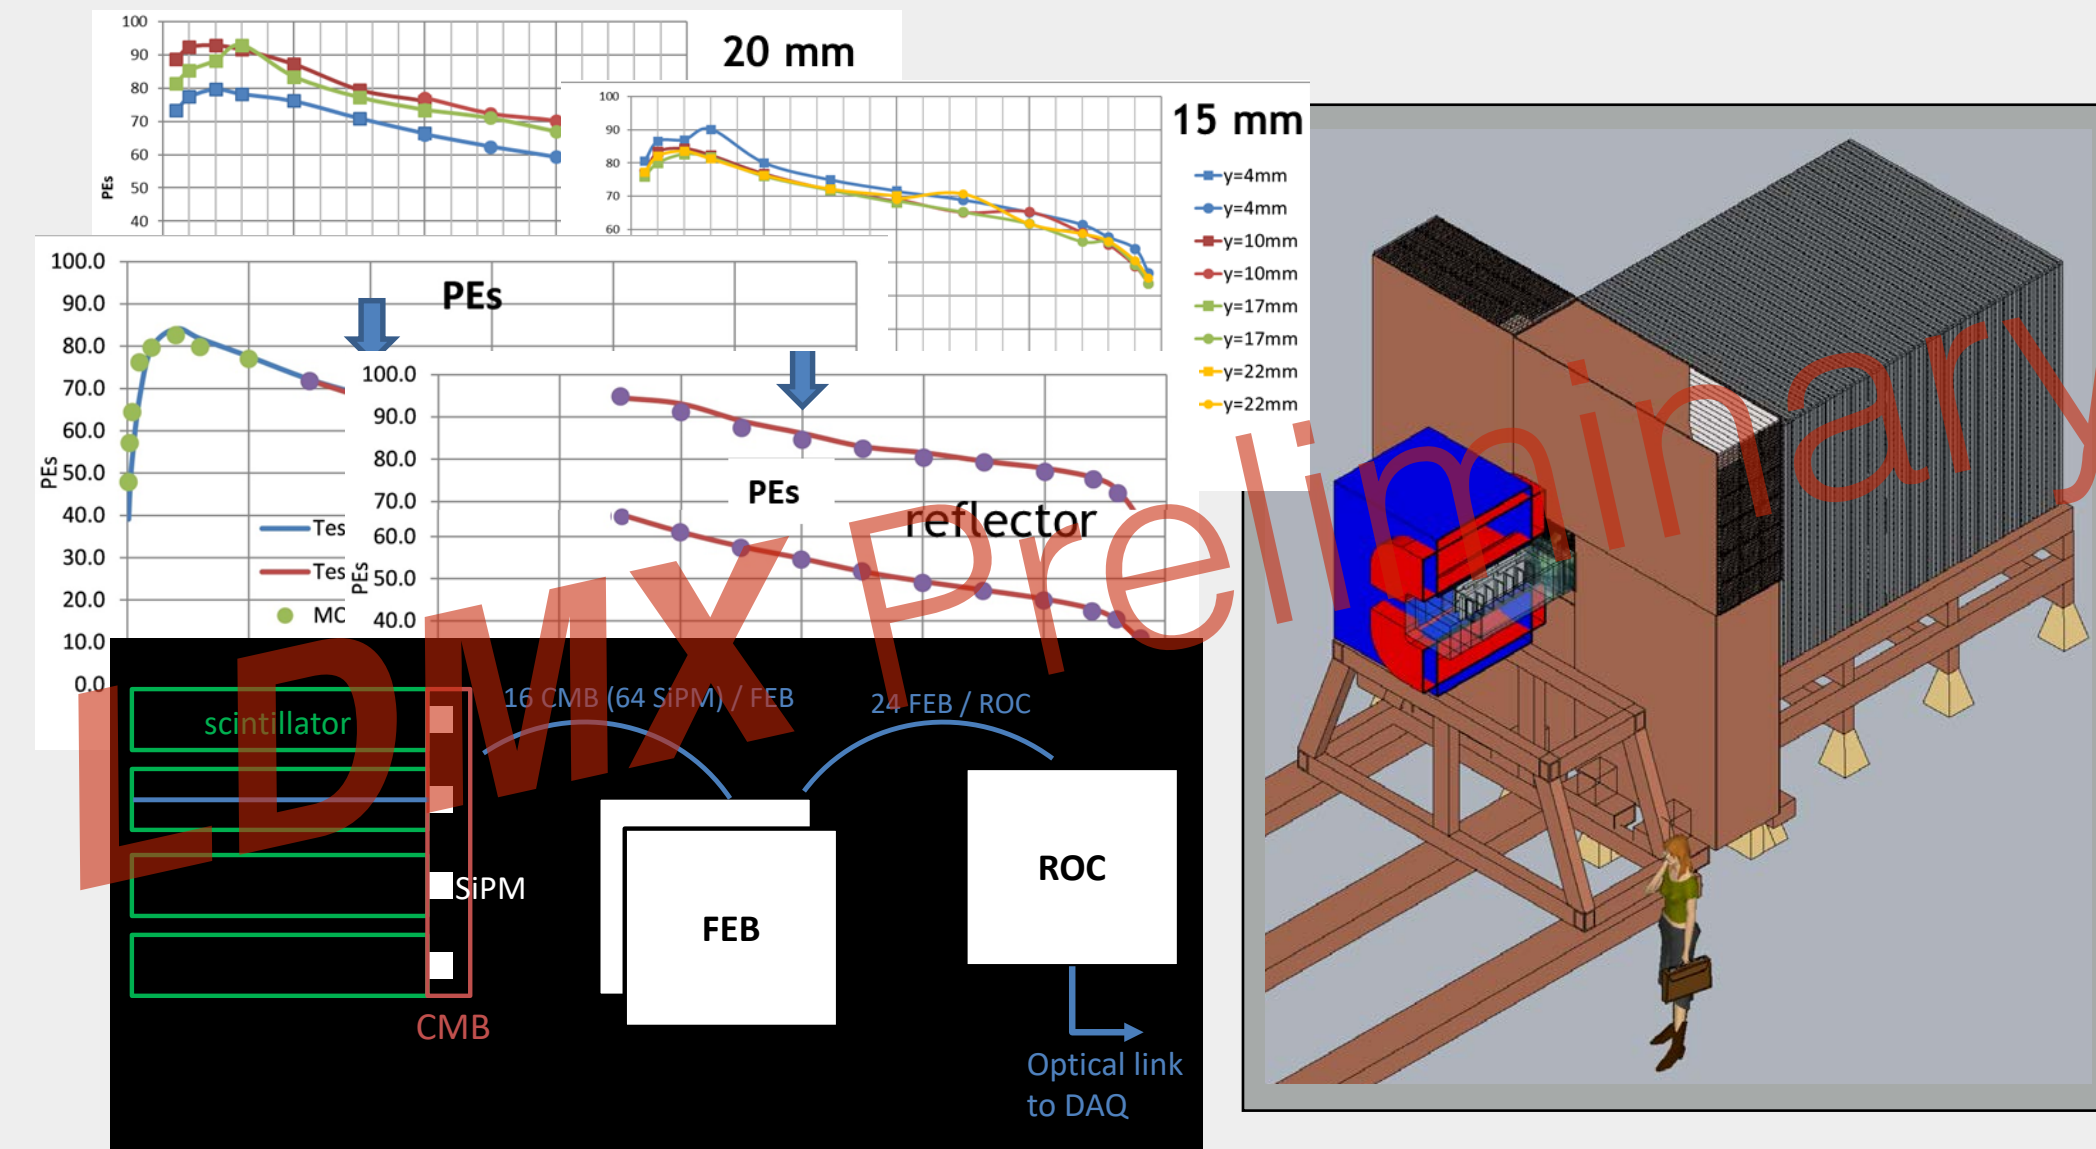 100
90
80
70
60
50
40
PEs
20 mm
100
90
80
70
60
15 mm
y=4mm
y=4mm
y=10mm
y=10mm
y=17mm
y=17mm
y=22mm
y=22mm
100.0
90.0
80.0
70.0
60.0
50.0
40.0
30.0
20.0
10.0
0.0
PEs
PEs
Tes
Tes
MC
100.0
90.0
80.0
70.0
60.0
50.0
40.0
PEs
PEs
reflector
LDMX Preliminary
scintillator
16 CMB (64 SiPM) / FEB
24 FEB / ROC
SiPM
FEB
ROC
CMB
Optical link
to DAQ